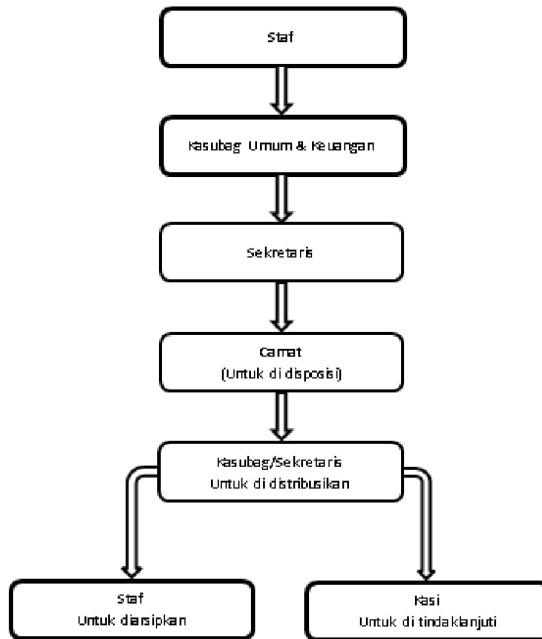 Staf
Kasubag Umum & Keuangan
Sekretaris
Camat
(Untuk di disposisi)
Kasubag/Sekretaris
Untuk di distribusikan
Staf
Untuk diarsipkan
Kasi
Untuk di tindaklanjuti